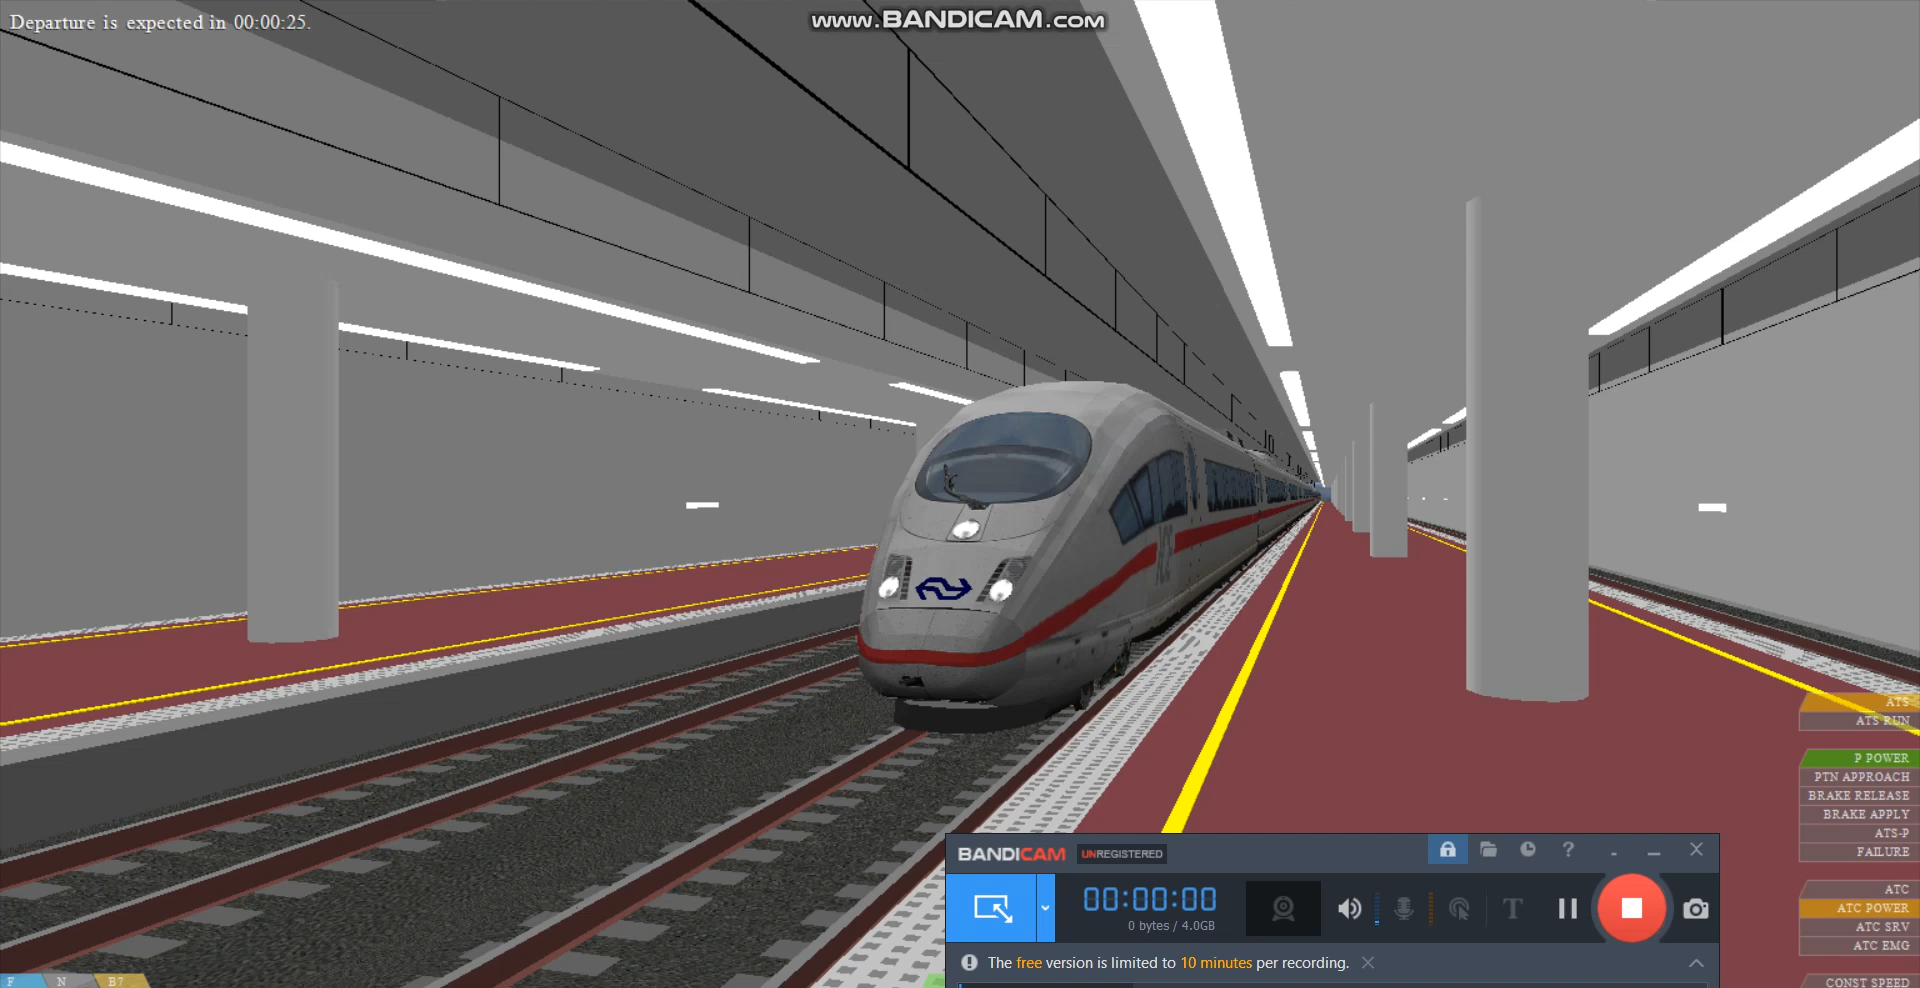 Departure is expected in 00:00:25.
www.BANDICAM.com
ICE
ATS
ATS RUN
P POWER
PTN APPROACH
BRAKE RELEASE
BRAKE APPLY
ATS-P
FAILURE
ATC
ATC POWER
ATC SRV
ATC EMG
CONST SPEED
BANDICAM UNREGISTERED
?
00:00:00
0 bytes / 4.0GB
T
The free version is limited to 10 minutes per recording.
F N B7